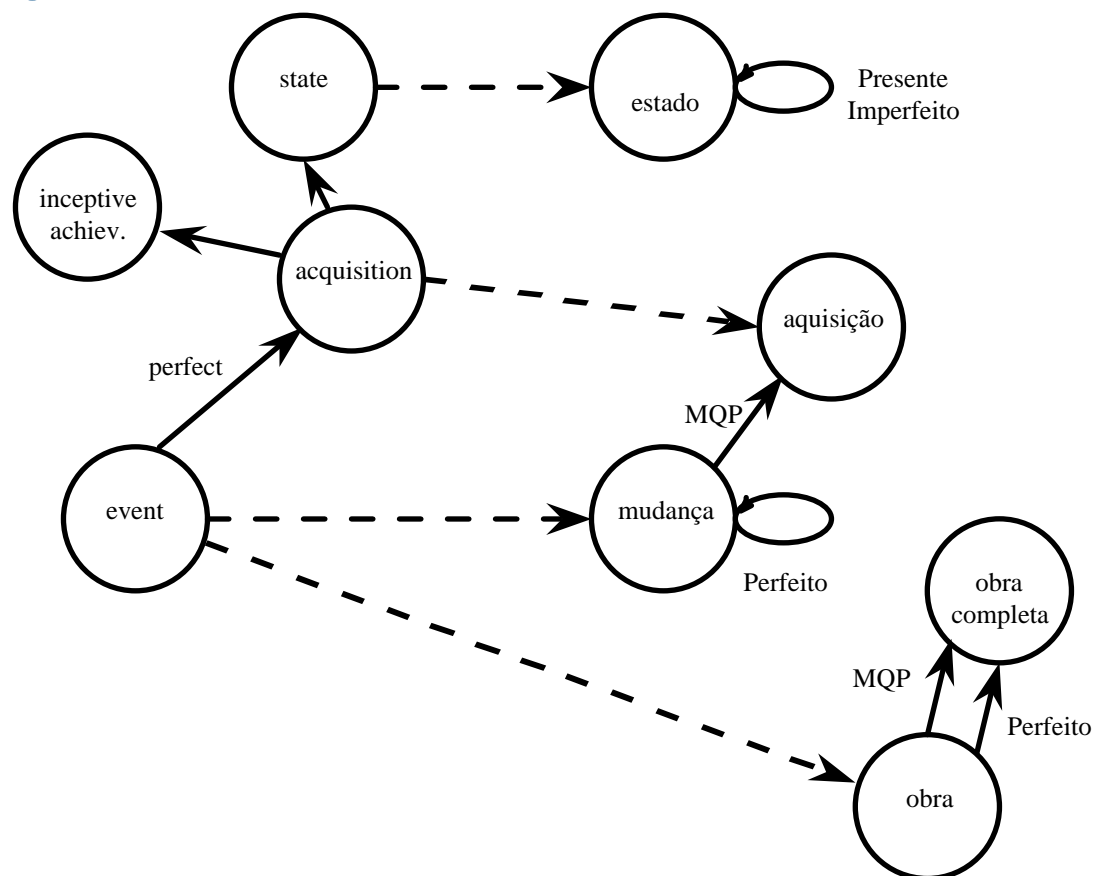 state
estado
Presente
Imperfeito
inceptive
achiev.
acquisition
aquisição
perfect
MQP
event
mudança
Perfeito
obra
completa
MQP
Perfeito
obra